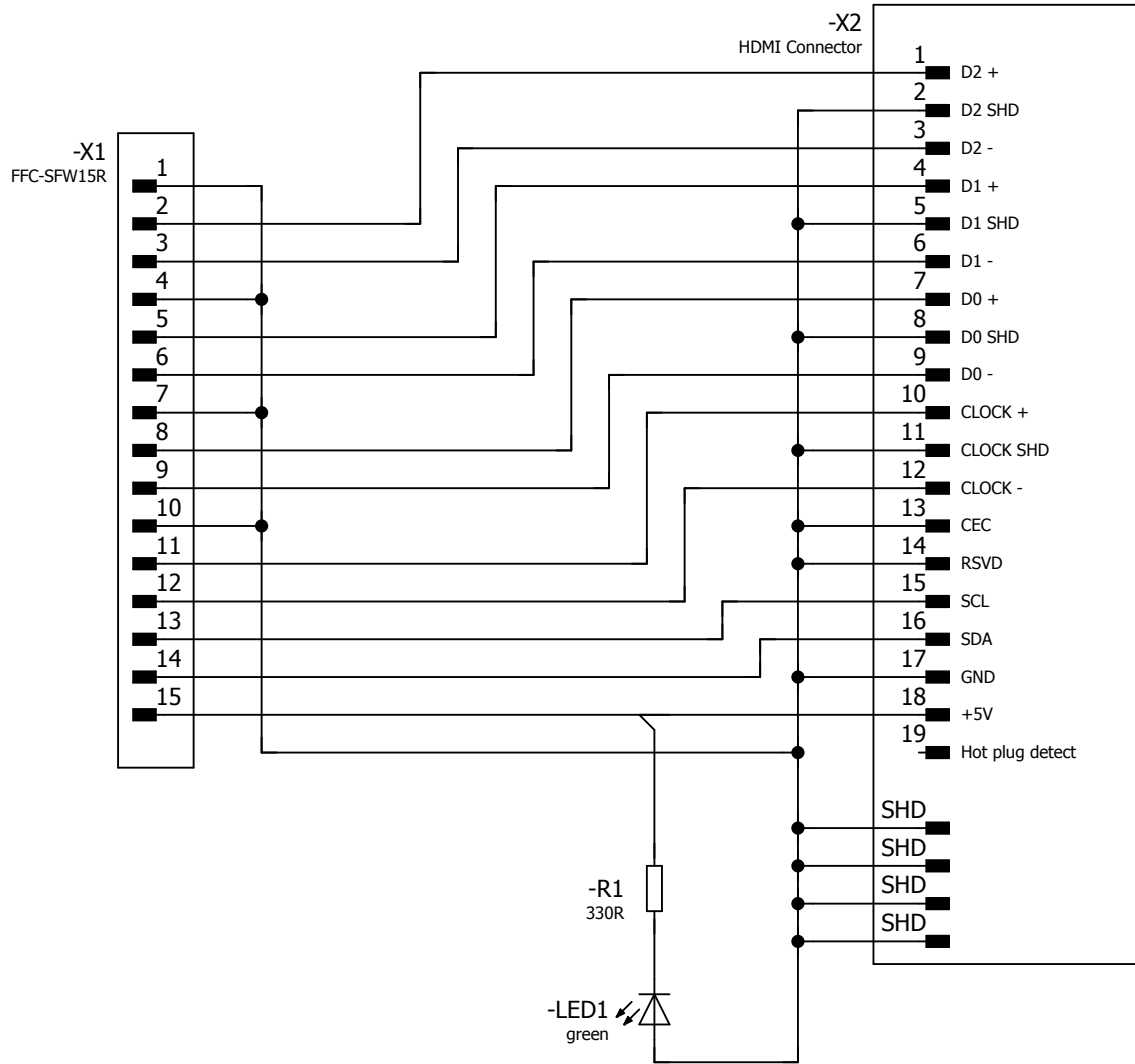 -X1
FFC-SFW15R
1
2
3
4
5
6
7
8
9
10
11
12
13
14
15
-X2
HDMI Connector
1 D2 +
2 D2 SHD
3 D2 -
4 D1 +
5 D1 SHD
6 D1 -
7 D0 +
8 D0 SHD
9 D0 -
10 CLOCK +
11 CLOCK SHD
12 CLOCK -
13 CEC
14 RSVD
15 SCL
16 SDA
17 GND
18 +5V
19 Hot plug detect
SHD
SHD
SHD
SHD
-R1
330R
-LED1
green